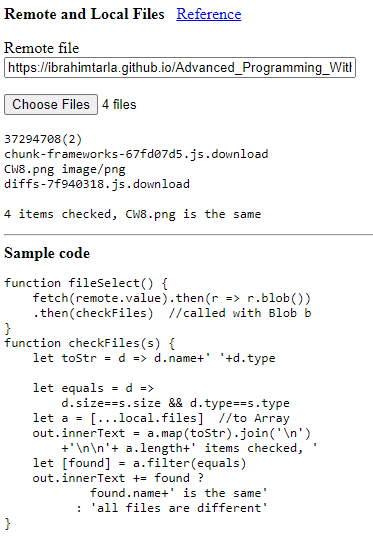 Remote and Local Files Reference
Remote file
https://ibrahimtarla.github.io/Advanced_Programming_Witl
Choose Files 4 files
37294708(2)
chunk-frameworks-67fd07d5.js.download
CW8.png image/png
diffs-7f940318.js.download
4 items checked, CW8.png is the same
Sample code
function fileSelect() {
    fetch(remote.value).then(r => r.blob())
    .then(checkFiles)  //called with Blob b
}
function checkFiles(s) {
    let toStr = d => d.name+' '+d.type
    let equals = d =>
        d.size==s.size && d.type==s.type
    let a = [...local.files]  //to Array
    out.innerText = a.map(toStr).join('\n')
        +'\n\n'+ a.length+' items checked, '
    let [found] = a.filter(equals)
    out.innerText += found ?
            found.name+' is the same'
          : 'all files are different'
}